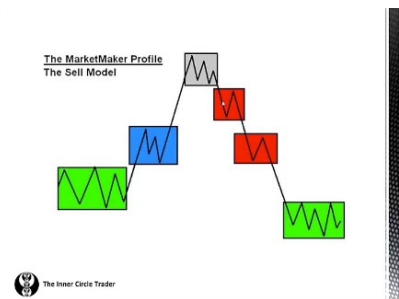 The MarketMaker Profile
The Sell Model
The Inner Circle Trader